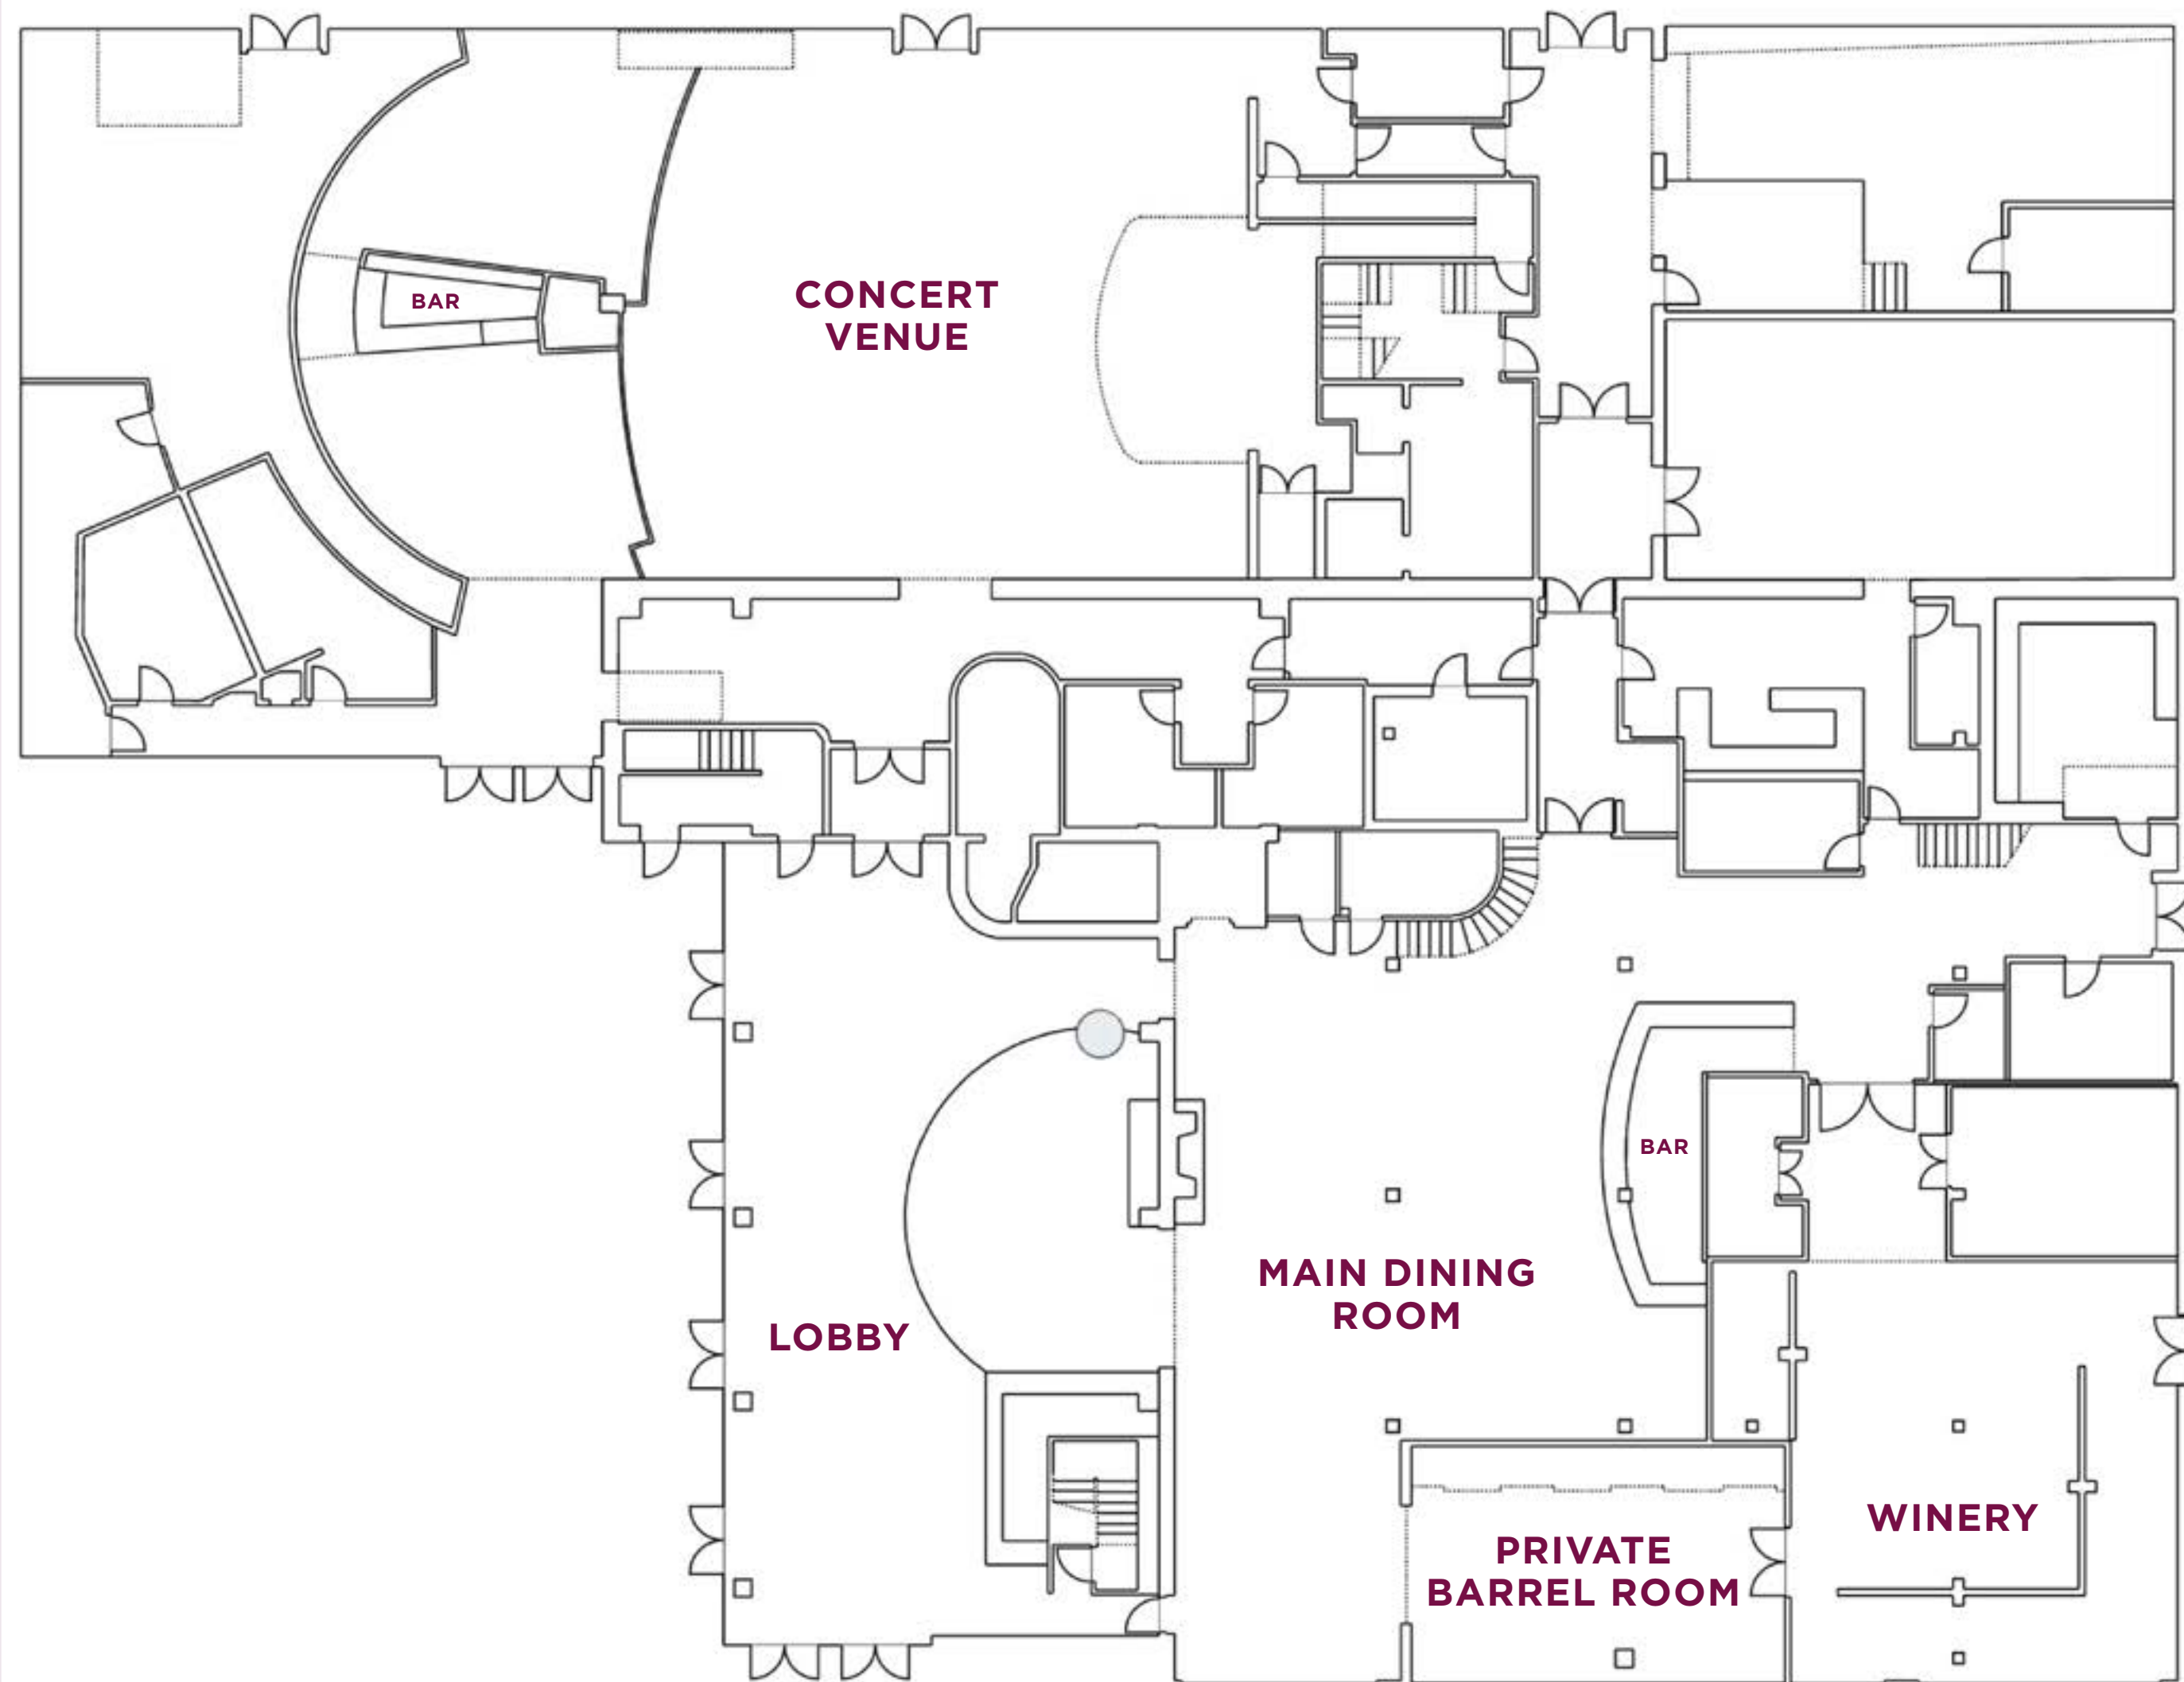 BAR
CONCERT
VENUE
BAR
MAIN DINING
ROOM
LOBBY
WINERY
PRIVATE
BARREL ROOM